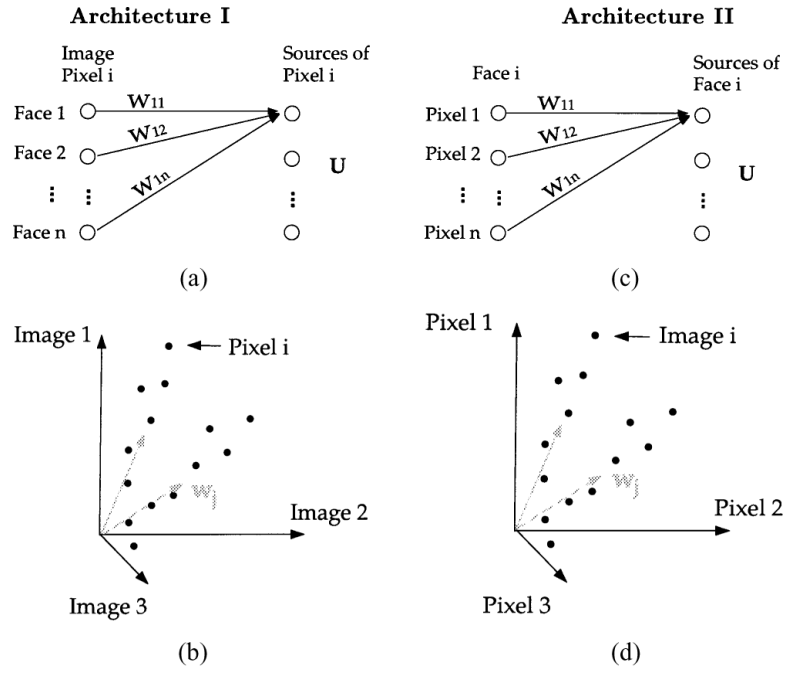 Architecture I
Image
Pixel i
Sources of
Pixel i
Face 1
W11
Face 2
W12
U
W1n
Face n
(a)
Architecture II
Face i
Sources of
Face i
Pixel 1
W11
Pixel 2
W12
U
W1n
Pixel n
(c)
Image 1
Pixel i
wj
Image 2
Image 3
(b)
Pixel 1
Image i
wj
Pixel 2
Pixel 3
(d)